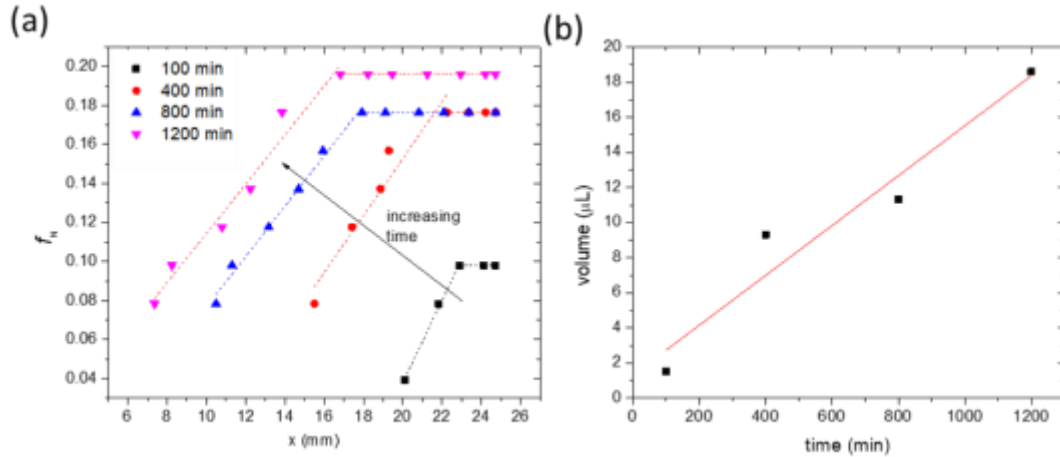 (a)
100 min
400 min
800 min
1200 min
increasing
time
0.20
0.18
0.16
0.14
0.12
0.10
0.08
0.06
0.04
f_N
6 8 10 12 14 16 18 20 22 24 26
x (mm)
(b)
20
18
16
14
12
10
8
6
4
2
0
volume (μL)
0 200 400 600 800 1000 1200
time (min)